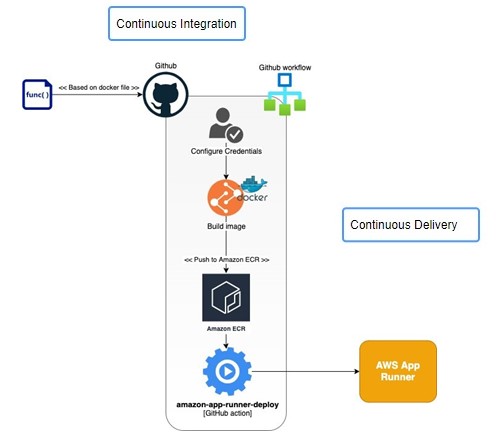 Continuous Integration
Github
Github workflow
<< Based on docker file >>
func( )
Configure Credentials
docker
Build image
Continuous Delivery
<< Push to Amazon ECR >>
Amazon ECR
AWS App
Runner
amazon-app-runner-deploy
[GitHub action]